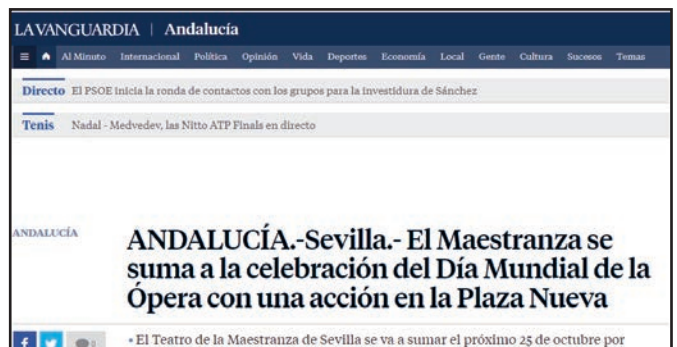 LAVANGUARDIA | Andalucía
Al Minuto Internacional Política Opinión Vida Deportes Economía Local Gente Cultura Sucesos Temas
Directo El PSOE inicia la ronda de contactos con los grupos para la investidura de Sánchez
Tenis Nadal - Medvedev, las Nitto ATP Finals en directo
ANDALUCÍA
ANDALUCÍA.-Sevilla.- El Maestranza se
suma a la celebración del Día Mundial de la
Ópera con una acción en la Plaza Nueva
• El Teatro de la Maestranza de Sevilla se va a sumar el próximo 25 de octubre por